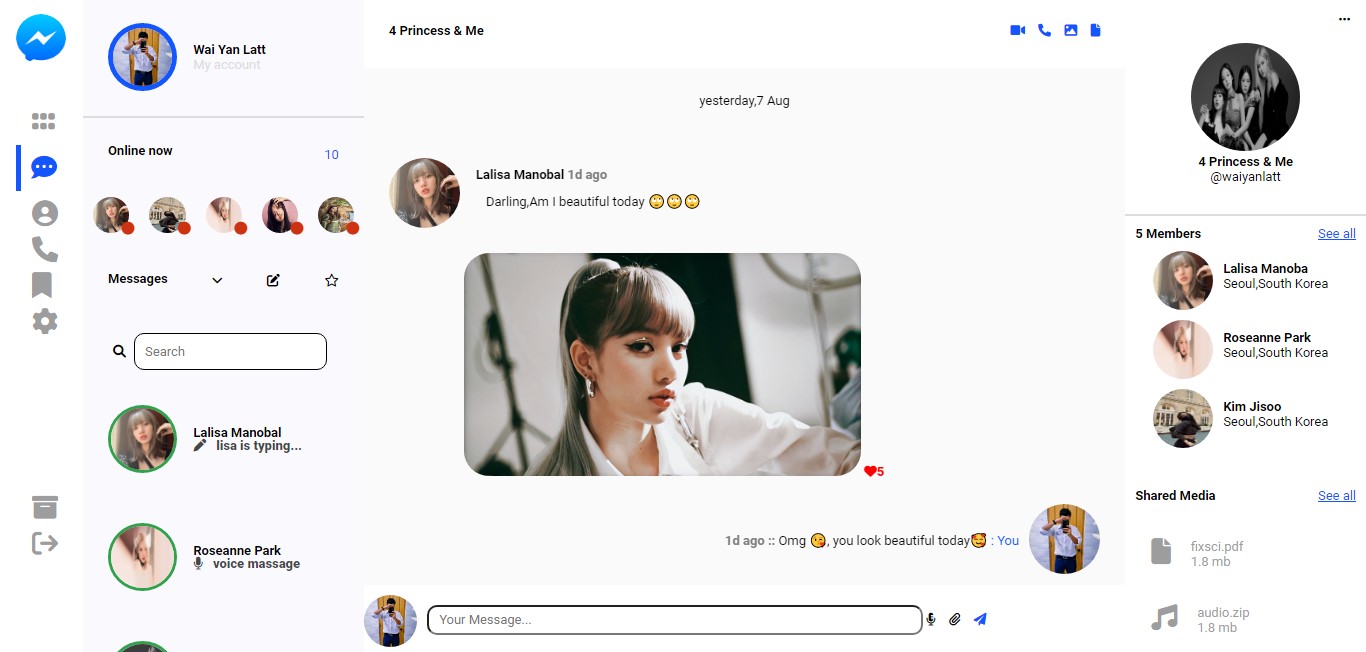 Wai Yan Latt
My account
Online now
10
Messages
Search
Lalisa Manobal
lisa is typing...
Roseanne Park
voice massage
4 Princess & Me
yesterday,7 Aug
Lalisa Manobal 1d ago
Darling,Am I beautiful today 🙄🙄🙄
5
1d ago :: Omg 😘, you look beautiful today🥰 : You
Your Message...
4 Princess & Me
@waiyanlatt
5 Members See all
Lalisa Manoba
Seoul,South Korea
Roseanne Park
Seoul,South Korea
Kim Jisoo
Seoul,South Korea
Shared Media See all
fixsci.pdf
1.8 mb
audio.zip
1.8 mb